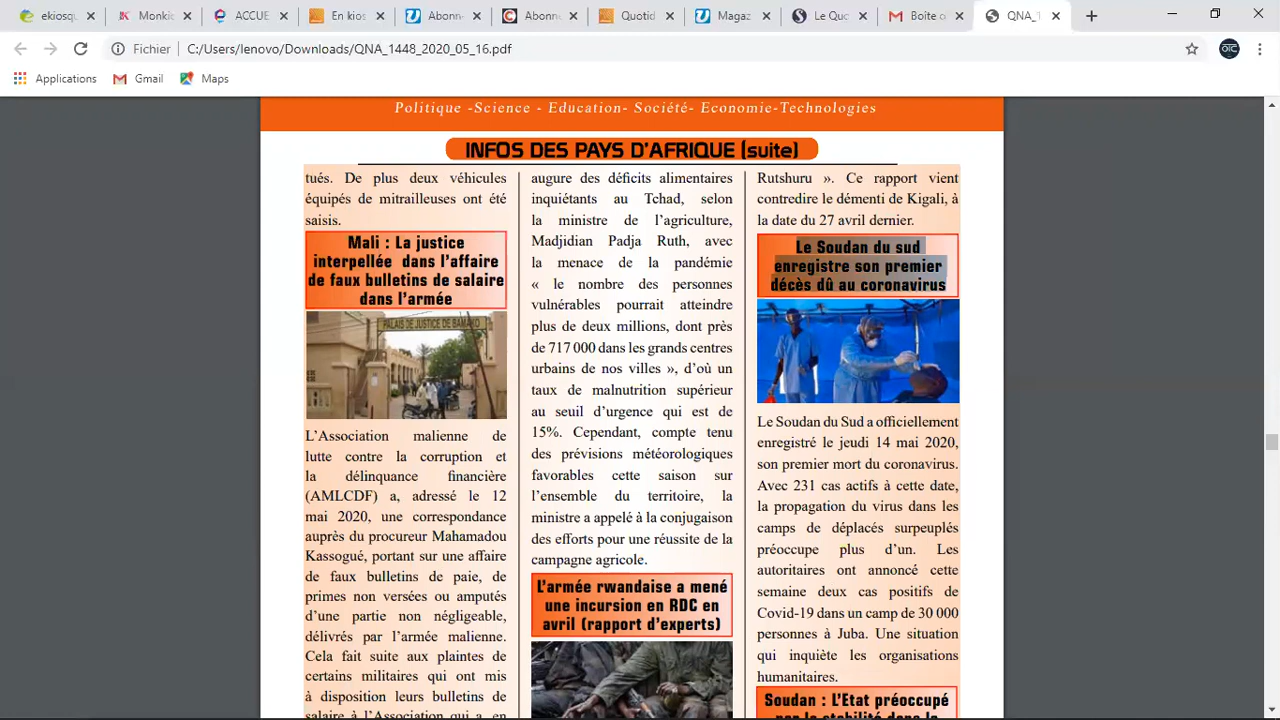 ekiosqu
Monkio
ACCUE
En kios
Abonn
Abonne
Quotid
Magaz
Le Quo
Boîte d
QNA_1
Fichier
C:/Users/lenovo/Downloads/QNA_1448_2020_05_16.pdf
Applications
Gmail
Maps
Politique -Science - Education- Société- Economie-Technologies
INFOS DES PAYS D'AFRIQUE (suite)
tués. De plus deux véhicules
équipés de mitrailleuses ont été
saisis.
Mali : La justice
interpellée dans l'affaire
de faux bulletins de salaire
dans l'armée
PALAIS DE JUSTICE DE BAMAKO
L'Association malienne de
lutte contre la corruption et
la délinquance financière
(AMLCDF) a, adressé le 12
mai 2020, une correspondance
auprès du procureur Mahamadou
Kassogué, portant sur une affaire
de faux bulletins de paie, de
primes non versées ou amputés
d'une partie non négligeable,
délivrés par l'armée malienne.
Cela fait suite aux plaintes de
certains militaires qui ont mis
à disposition leurs bulletins de
salaire à l'Association qui a, en
augure des déficits alimentaires
inquiétants au Tchad, selon
la ministre de l'agriculture,
Madjidian Padja Ruth, avec
la menace de la pandémie
« le nombre des personnes
vulnérables pourrait atteindre
plus de deux millions, dont près
de 717 000 dans les grands centres
urbains de nos villes », d'où un
taux de malnutrition supérieur
au seuil d'urgence qui est de
15%. Cependant, compte tenu
des prévisions météorologiques
favorables cette saison sur
l'ensemble du territoire, la
ministre a appelé à la conjugaison
des efforts pour une réussite de la
campagne agricole.
L'armée rwandaise a mené
une incursion en RDC en
avril (rapport d'experts)
Rutshuru ». Ce rapport vient
contredire le démenti de Kigali, à
la date du 27 avril dernier.
Le Soudan du sud
enregistre son premier
décès dû au coronavirus
Le Soudan du Sud a officiellement
enregistré le jeudi 14 mai 2020,
son premier mort du coronavirus.
Avec 231 cas actifs à cette date,
la propagation du virus dans les
camps de déplacés surpeuplés
préoccupe plus d'un. Les
autoritaires ont annoncé cette
semaine deux cas positifs de
Covid-19 dans un camp de 30 000
personnes à Juba. Une situation
qui inquiète les organisations
humanitaires.
Soudan : L'Etat préoccupé
par la stabilité dans la